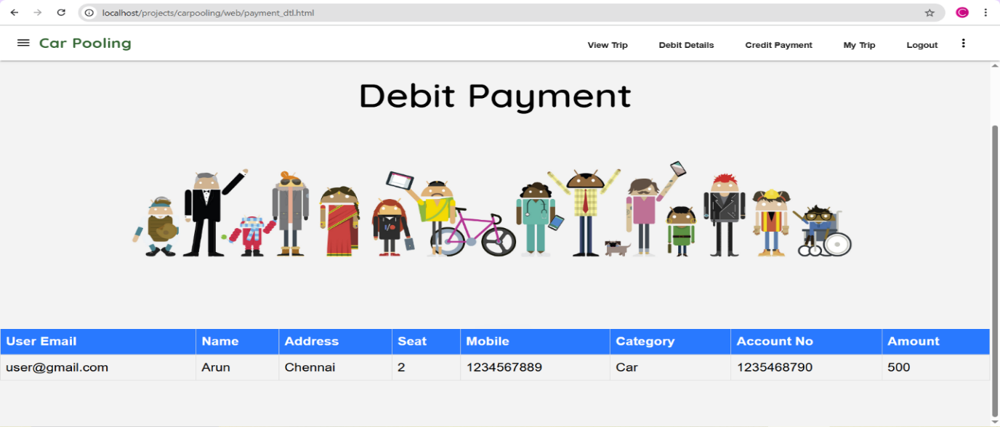 localhost/projects/carpooling/web/payment_dtl.html
C
Car Pooling View Trip Debit Details Credit Payment My Trip Logout
Debit Payment
I/O
User Email Name Address Seat Mobile Category Account No Amount
user@gmail.com Arun Chennai 2 1234567889 Car 1235468790 500